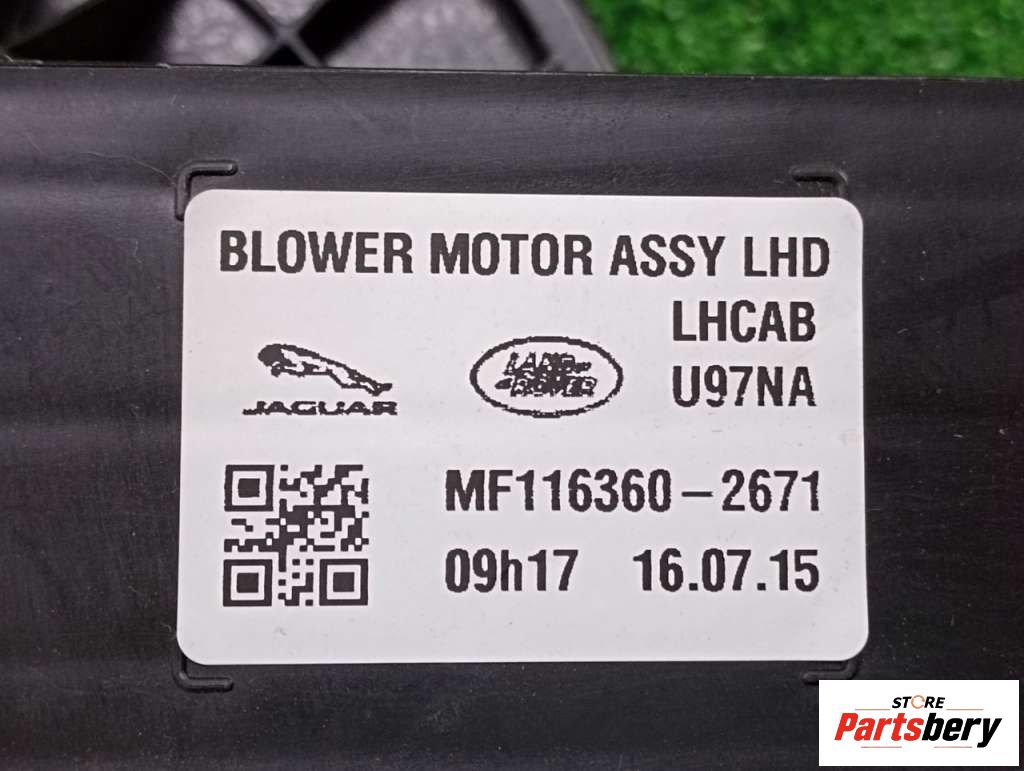 BLOWER MOTOR ASSY LHD
LHCAB
U97NA
JAGUAR
LAND
ROVER
MF116360-2671
09h17 16.07.15
STORE
Partsbery